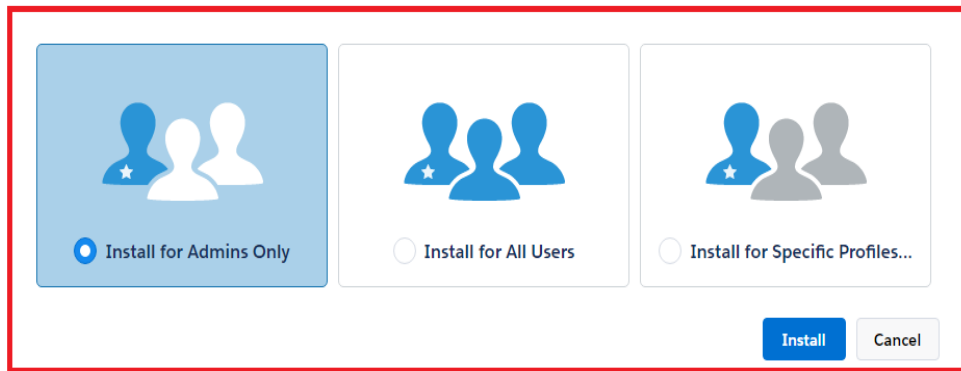 Install for Admins Only
Install for All Users
Install for Specific Profiles...
Install
Cancel